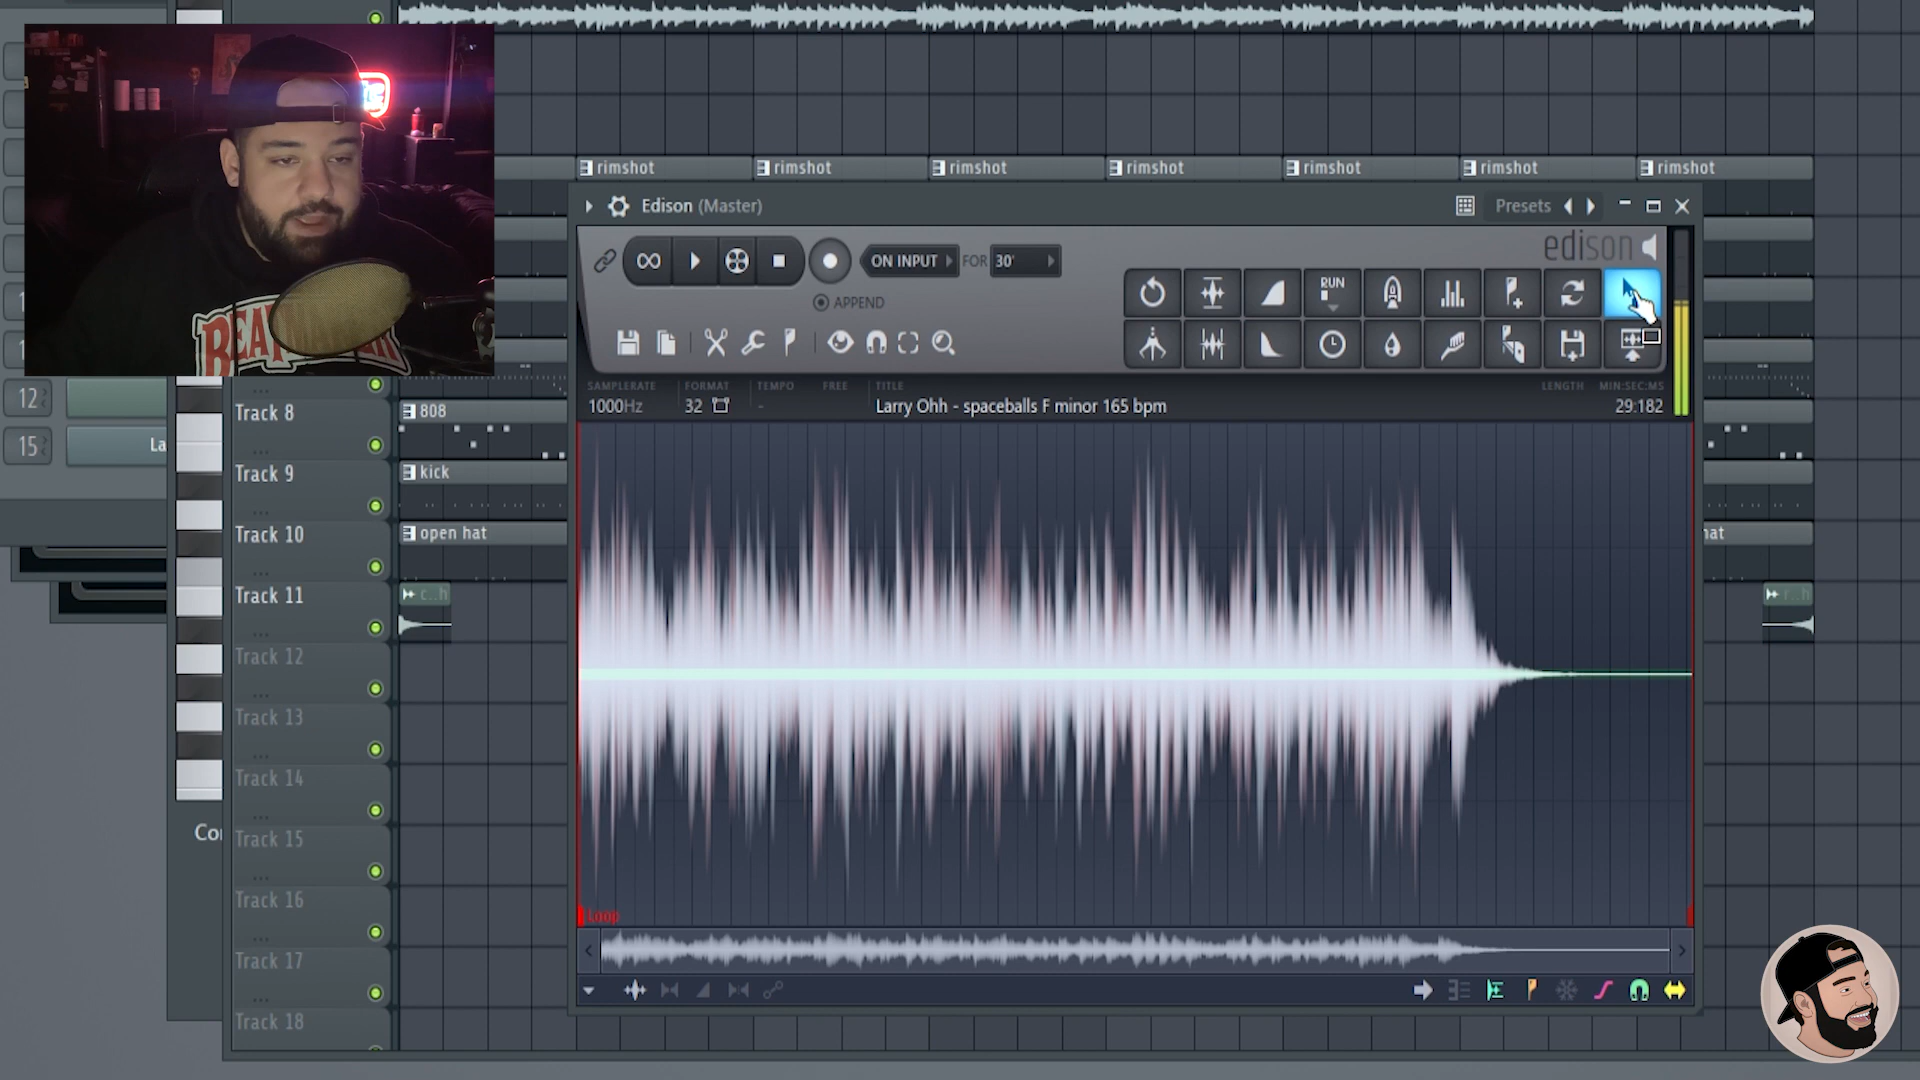 rimshot rimshot rimshot rimshot rimshot rimshot rimshot
Edison (Master) Presets
ON INPUT FOR 30'
edison
APPEND
RUN
SAMPLERATE FORMAT TEMPO FREE TITLE LENGTH MIN:SEC:MS
1000Hz 32 - Larry Ohh - spaceballs F minor 165 bpm 29:182
12
15 La
Track 8 808
Track 9 kick
Track 10 open hat hat
Track 11 c..h r..h
Track 12
Track 13
Track 14
Track 15
Track 16
Track 17
Track 18
Loop